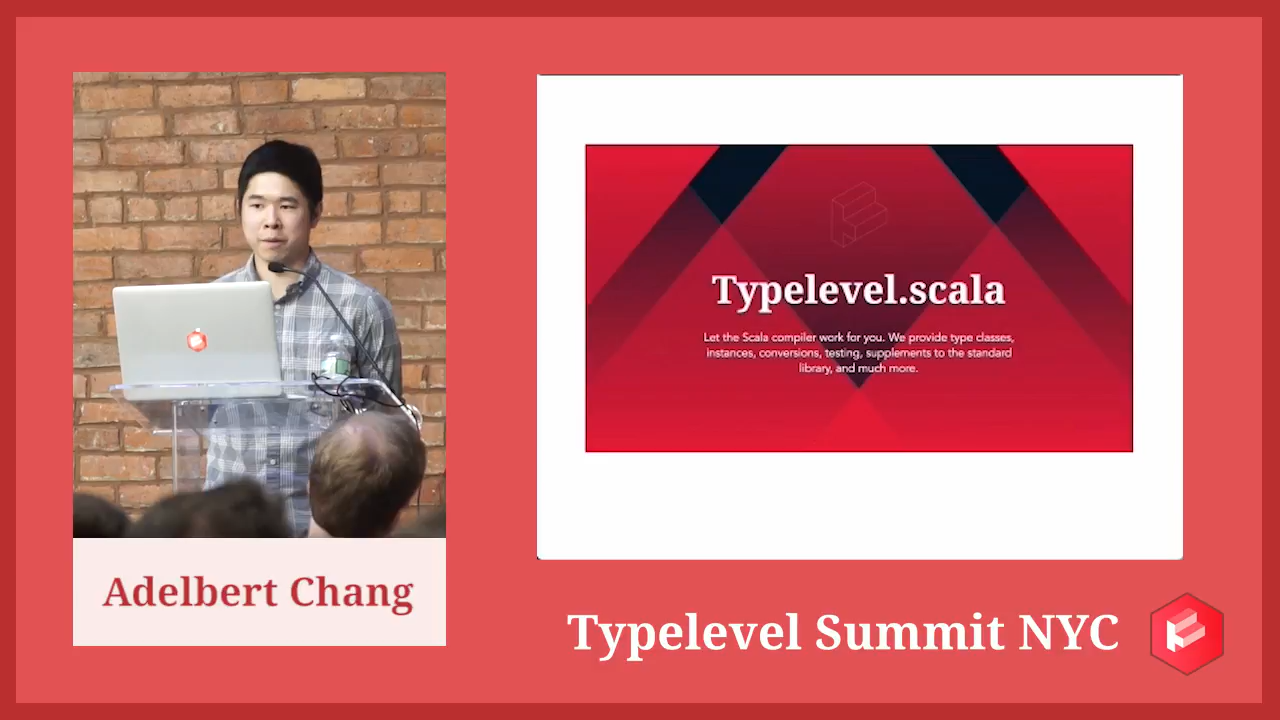 Typelevel.scala
Let the Scala compiler work for you. We provide type classes,
instances, conversions, testing, supplements to the standard
library, and much more.
Adelbert Chang
Typelevel Summit NYC